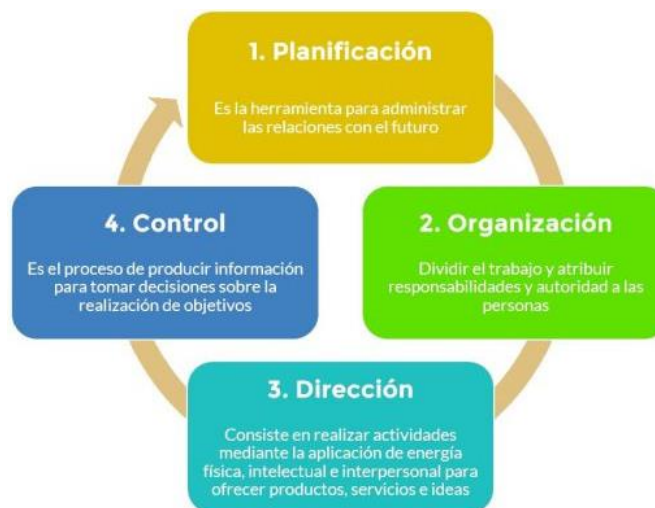 1. Planificación
Es la herramienta para administrar
las relaciones con el futuro
2. Organización
Dividir el trabajo y atribuir
responsabilidades y autoridad a las
personas
3. Dirección
Consiste en realizar actividades
mediante la aplicación de energía
física, intelectual e interpersonal para
ofrecer productos, servicios e ideas
4. Control
Es el proceso de producir información
para tomar decisiones sobre la
realización de objetivos